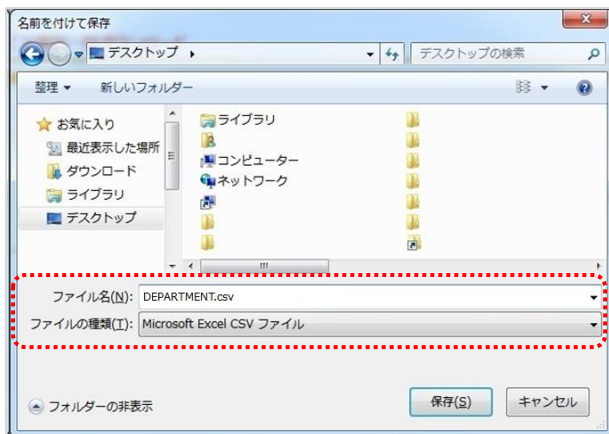 名前を付けて保存
デスクトップ
デスクトップの検索
整理
新しいフォルダー
お気に入り
最近表示した場所
ダウンロード
ライブラリ
デスクトップ
ライブラリ
コンピューター
ネットワーク
ファイル名(N): DEPARTMENT.csv
ファイルの種類(T): Microsoft Excel CSV ファイル
フォルダーの非表示
保存(S)
キャンセル